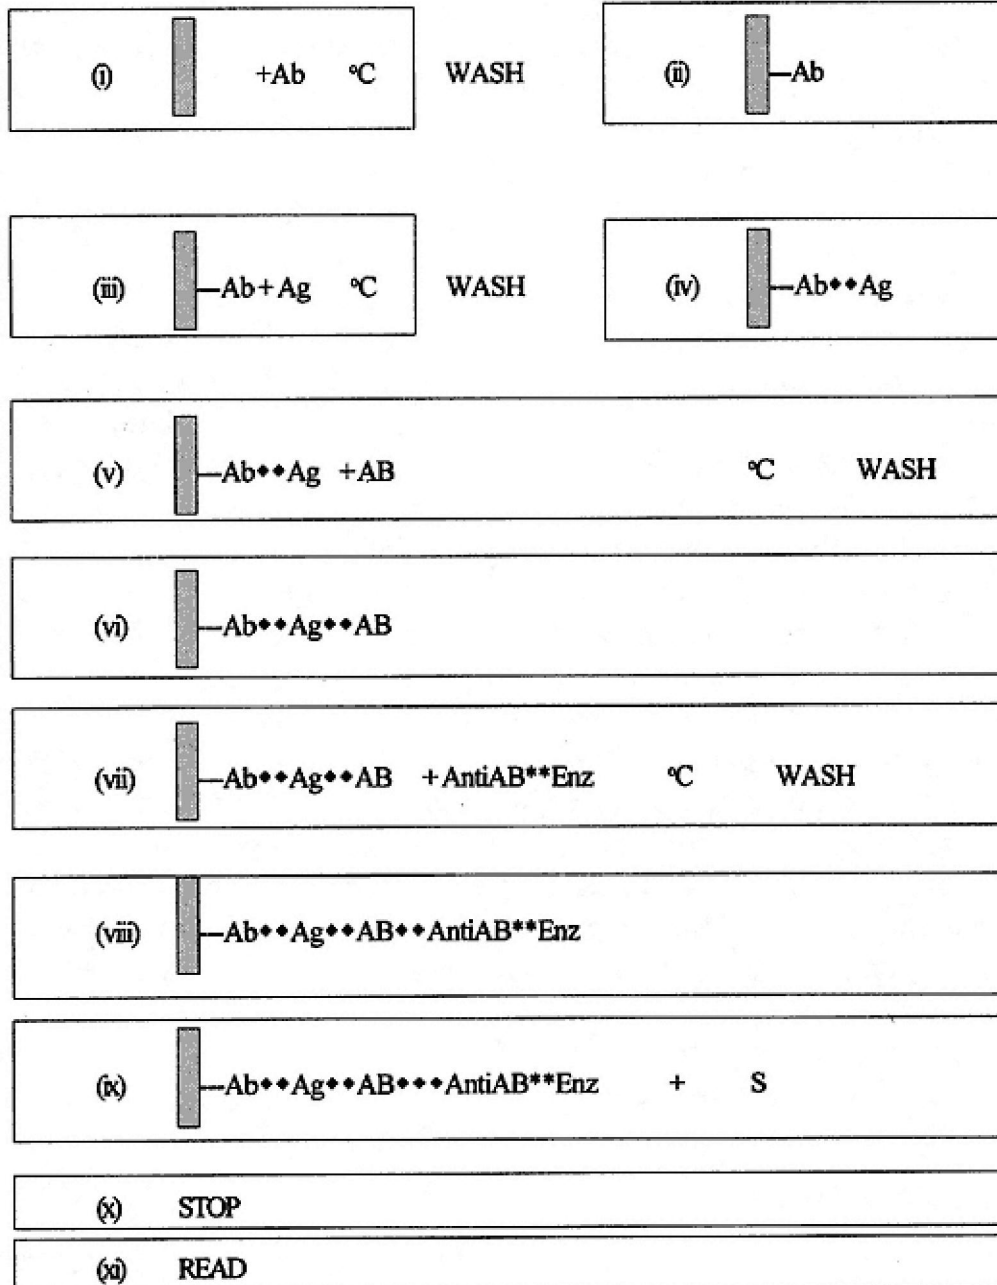 (i) +Ab °C WASH (ii) —Ab
(iii) —Ab+Ag °C WASH (iv) —Ab◆◆Ag
(v) —Ab◆◆Ag +AB °C WASH
(vi) —Ab◆◆Ag◆◆AB
(vii) —Ab◆◆Ag◆◆AB +AntiAB**Enz °C WASH
(viii) —Ab◆◆Ag◆◆AB◆◆AntiAB**Enz
(ix) —Ab◆◆Ag◆◆AB◆◆◆AntiAB**Enz + S
(x) STOP
(xi) READ